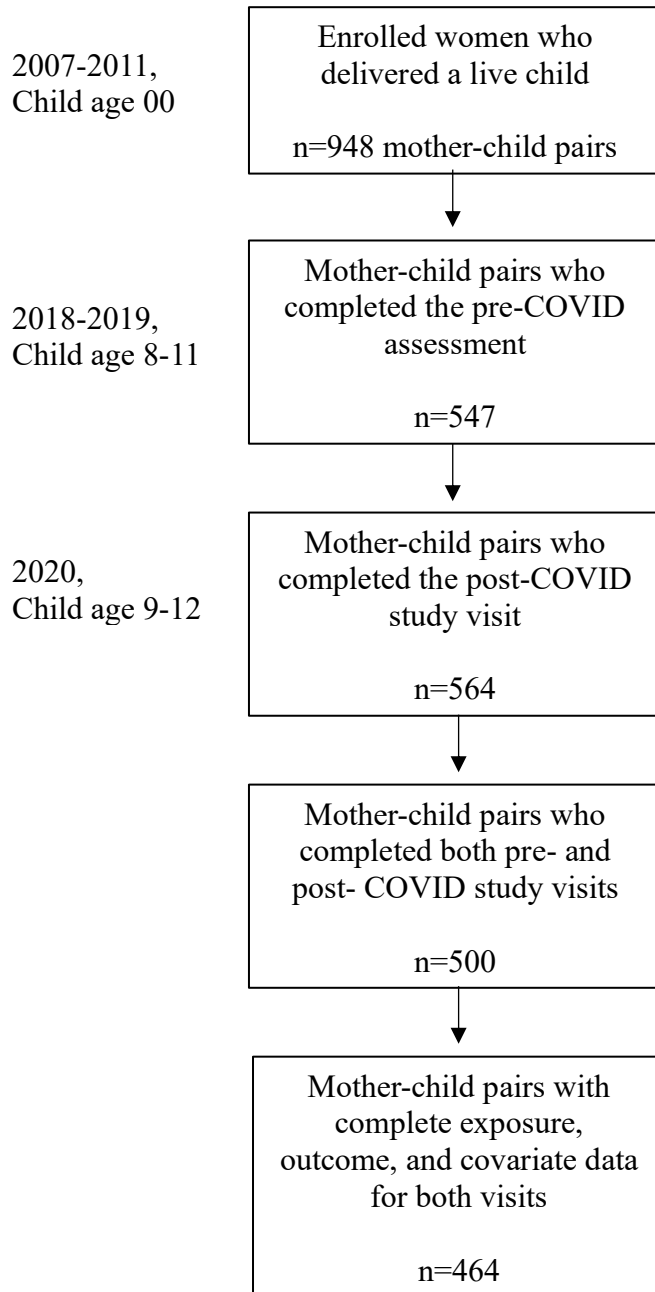 2007-2011,
Child age 00
Enrolled women who
delivered a live child
n=948 mother-child pairs
2018-2019,
Child age 8-11
Mother-child pairs who
completed the pre-COVID
assessment
n=547
2020,
Child age 9-12
Mother-child pairs who
completed the post-COVID
study visit
n=564
Mother-child pairs who
completed both pre- and
post- COVID study visits
n=500
Mother-child pairs with
complete exposure,
outcome, and covariate data
for both visits
n=464